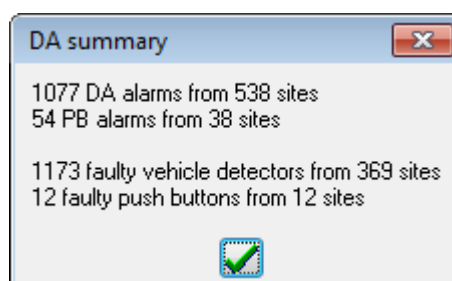 DA summary
1077 DA alarms from 538 sites
54 PB alarms from 38 sites
1173 faulty vehicle detectors from 369 sites
12 faulty push buttons from 12 sites